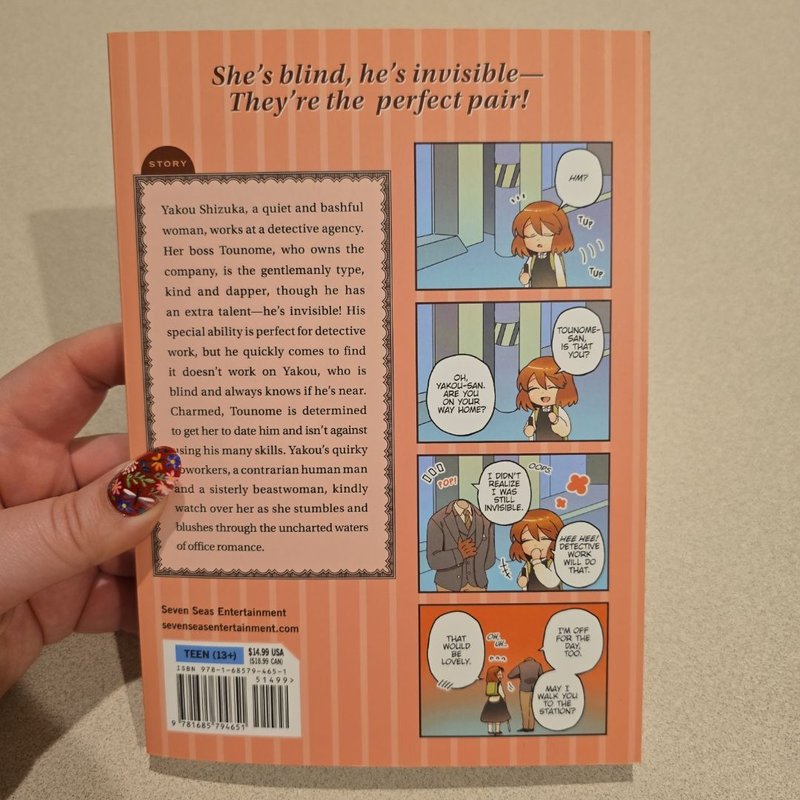 She's blind, he's invisible—
They're the perfect pair!
STORY
Yakou Shizuka, a quiet and bashful
woman, works at a detective agency.
Her boss Tounome, who owns the
company, is the gentlemanly type,
kind and dapper, though he has
an extra talent—he's invisible! His
special ability is perfect for detective
work, but he quickly comes to find
it doesn't work on Yakou, who is
blind and always knows if he's near.
Charmed, Tounome is determined
to get her to date him and isn't against
using his many skills. Yakou's quirky
coworkers, a contrarian human man
and a sisterly beastwoman, kindly
watch over her as she stumbles and
blushes through the uncharted waters
of office romance.
Seven Seas Entertainment
sevenseasentertainment.com
TEEN (13+)
$14.99 USA
($18.99 CAN)
ISBN 978-1-68579-465-1
51499>
9 781685 794651
HM?
TUP
TUP
TOUNOME-
SAN,
IS THAT
YOU?
OH,
YAKOU-SAN.
ARE YOU
ON YOUR
WAY HOME?
POP!
I DIDN'T
REALIZE
I WAS
STILL
INVISIBLE.
OOPS
HEE HEE!
DETECTIVE
WORK
WILL DO
THAT.
I'M OFF
FOR THE
DAY,
TOO.
MAY I
WALK YOU
TO THE
STATION?
OH,
UH...
THAT
WOULD
BE
LOVELY.